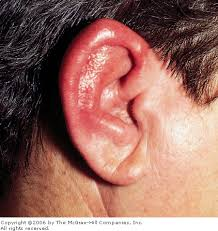 Copyright ©2006 by The McGraw-Hill Companies, Inc.
All rights reserved.